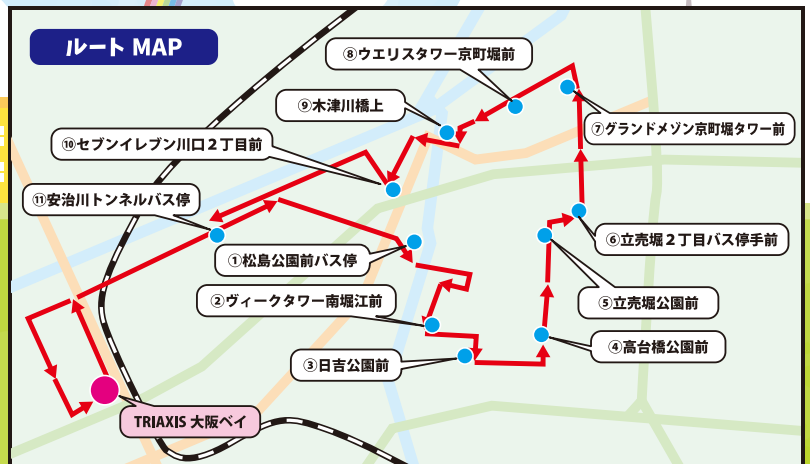 ルート MAP
⑧ウエリスタワー京町堀前
⑨木津川橋上
⑦グランドメゾン京町堀タワー前
⑩セブンイレブン川口2丁目前
⑪安治川トンネルバス停
⑥立売堀2丁目バス停手前
①松島公園前バス停
②ヴィークタワー南堀江前
⑤立売堀公園前
④高台橋公園前
③日吉公園前
TRIAXIS 大阪ベイ